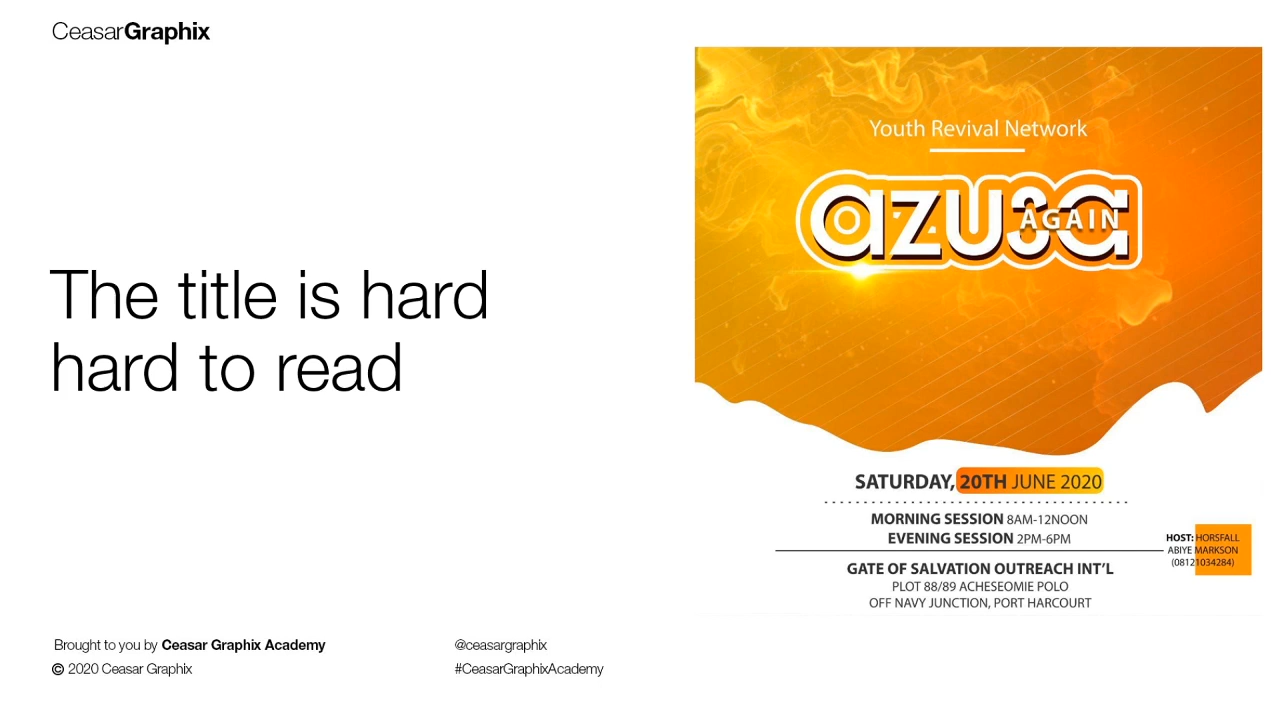 CeasarGraphix
The title is hard
hard to read
Brought to you by Ceasar Graphix Academy
© 2020 Ceasar Graphix
@ceasargraphix
#CeasarGraphixAcademy
Youth Revival Network
azusa
AGAIN
SATURDAY, 20TH JUNE 2020
MORNING SESSION 8AM-12NOON
EVENING SESSION 2PM-6PM
HOST: HORSFALL
ABIYE MARKSON
(08121034284)
GATE OF SALVATION OUTREACH INT'L
PLOT 88/89 ACHESEOMIE POLO
OFF NAVY JUNCTION, PORT HARCOURT